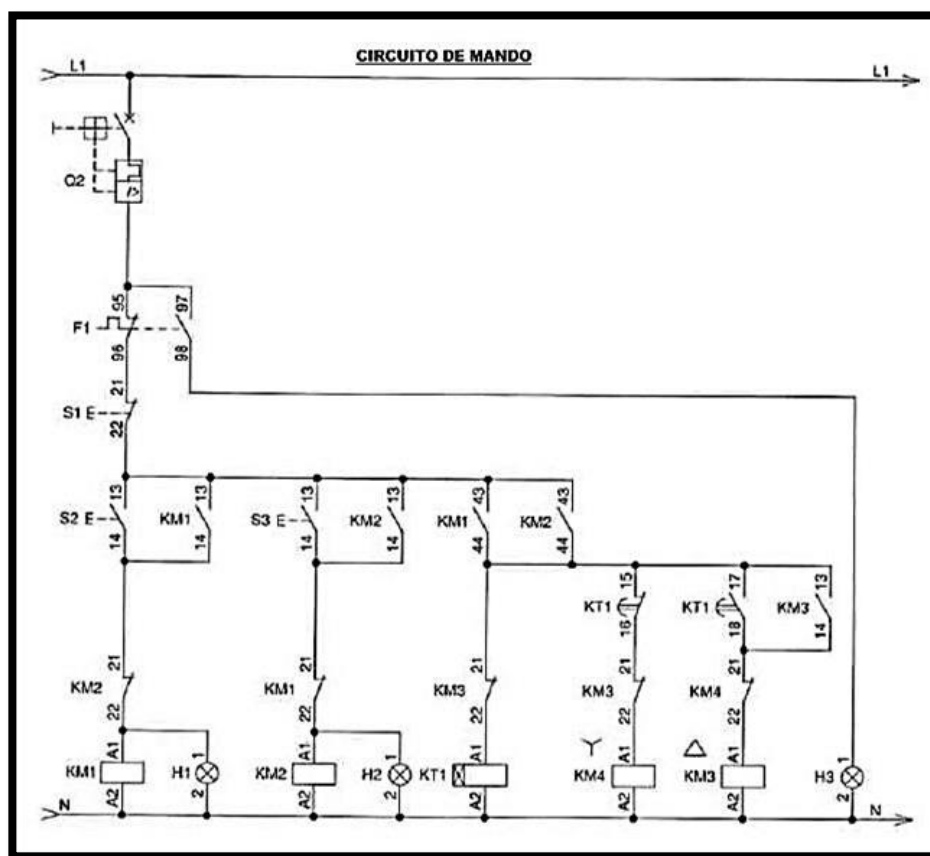 CIRCUITO DE MANDO
L1 L1
Q2
95 97
F1
96 98
21
S1 E
22
13 13 13 13 43 43
S2 E KM1 S3 E KM2 KM1 KM2
14 14 14 14 44 44
15 17 13
KT1 KT1 KM3
16 18 14
21 21 21 21 21
KM2 KM1 KM3 KM3 KM4
22 22 22 22 22
A1 1 A1 1 A1 A1 A1 1
KM1 H1 KM2 H2 KT1 KM4 KM3 H3
A2 2 A2 2 A2 A2 A2 2
N N